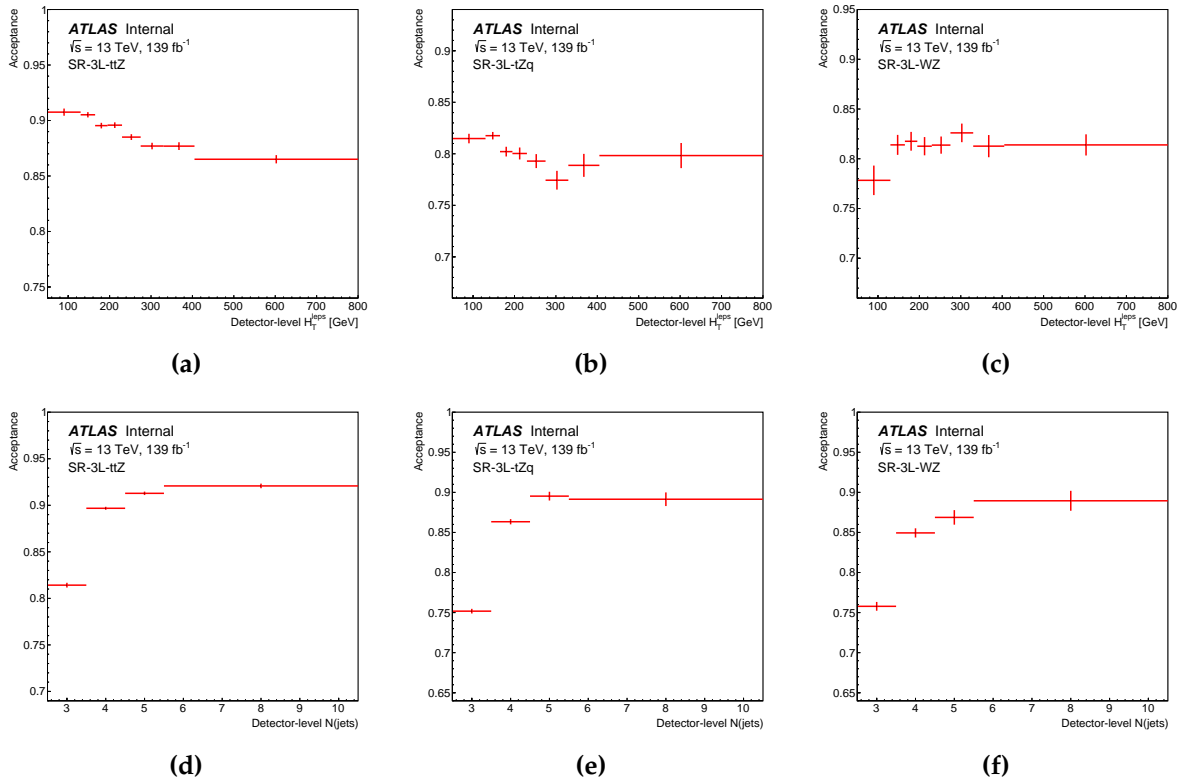 Acceptance
1
0.95
0.9
0.85
0.8
0.75
ATLAS Internal
√s = 13 TeV, 139 fb⁻¹
SR-3L-ttZ
100 200 300 400 500 600 700 800
Detector-level H_T^leps [GeV]
(a)
Acceptance
0.9
0.85
0.8
0.75
0.7
ATLAS Internal
√s = 13 TeV, 139 fb⁻¹
SR-3L-tZq
100 200 300 400 500 600 700 800
Detector-level H_T^leps [GeV]
(b)
Acceptance
0.95
0.9
0.85
0.8
0.75
0.7
ATLAS Internal
√s = 13 TeV, 139 fb⁻¹
SR-3L-WZ
100 200 300 400 500 600 700 800
Detector-level H_T^leps [GeV]
(c)
Acceptance
1
0.95
0.9
0.85
0.8
0.75
0.7
ATLAS Internal
√s = 13 TeV, 139 fb⁻¹
SR-3L-ttZ
3 4 5 6 7 8 9 10
Detector-level N(jets)
(d)
Acceptance
1
0.95
0.9
0.85
0.8
0.75
0.7
0.65
ATLAS Internal
√s = 13 TeV, 139 fb⁻¹
SR-3L-tZq
3 4 5 6 7 8 9 10
Detector-level N(jets)
(e)
Acceptance
1
0.95
0.9
0.85
0.8
0.75
0.7
0.65
ATLAS Internal
√s = 13 TeV, 139 fb⁻¹
SR-3L-WZ
3 4 5 6 7 8 9 10
Detector-level N(jets)
(f)